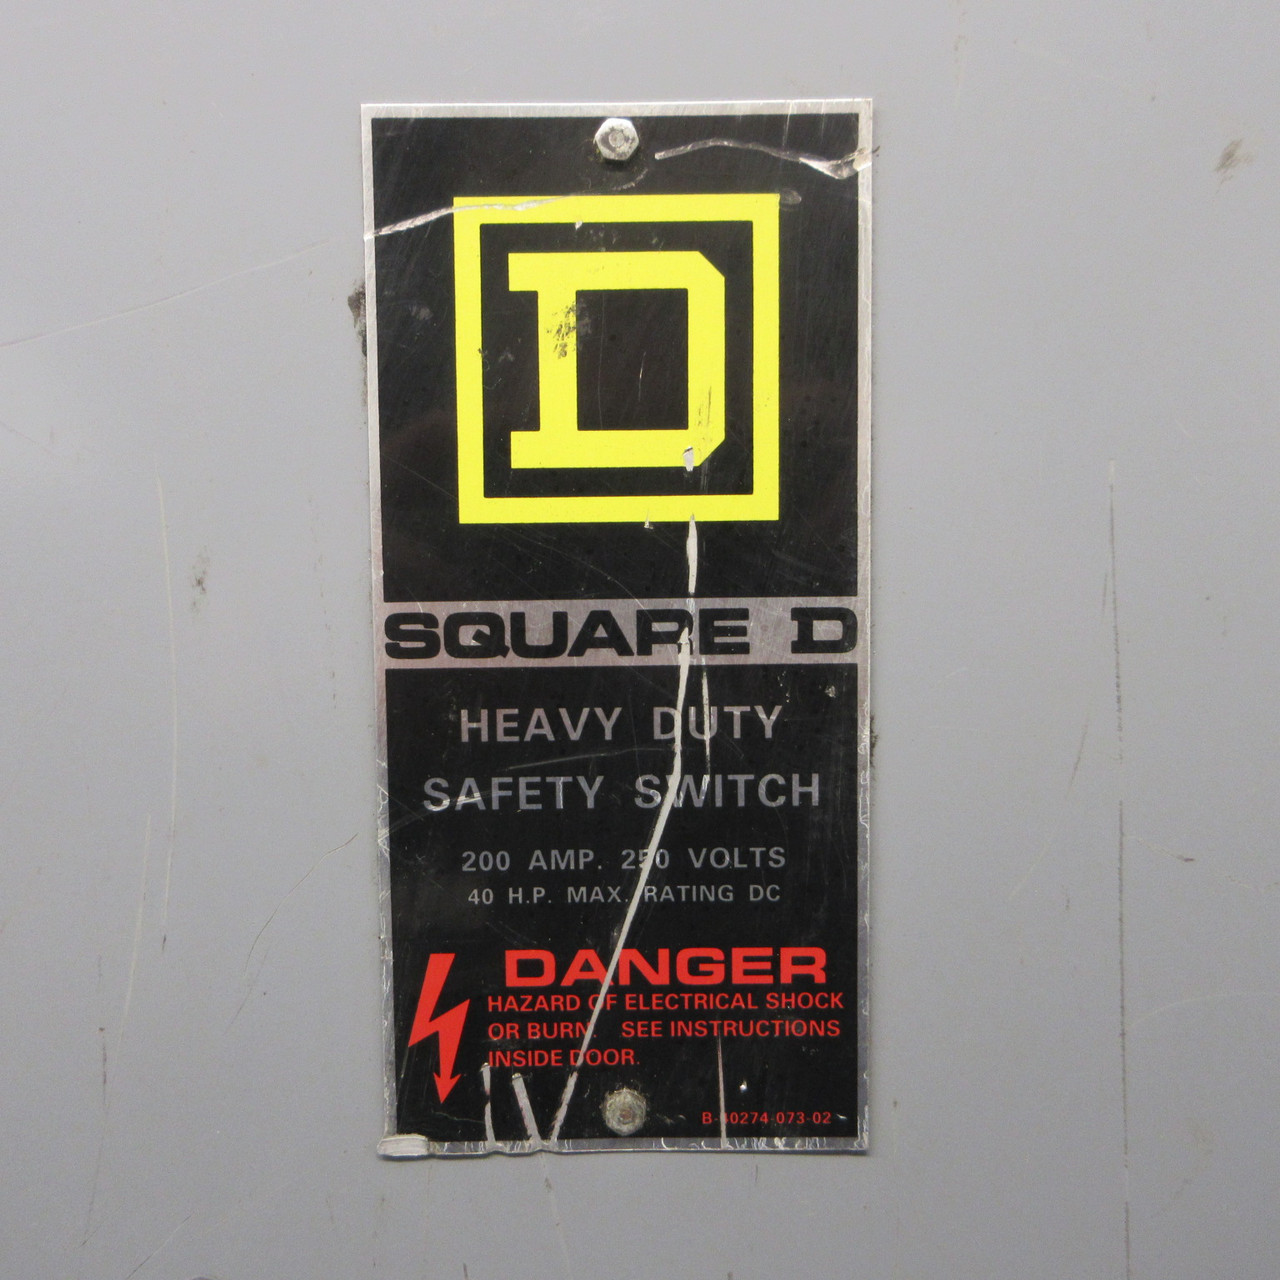 D
SQUARE D
HEAVY DUTY
SAFETY SWITCH
200 AMP. 250 VOLTS
40 H.P. MAX. RATING DC
DANGER
HAZARD OF ELECTRICAL SHOCK
OR BURN. SEE INSTRUCTIONS
INSIDE DOOR.